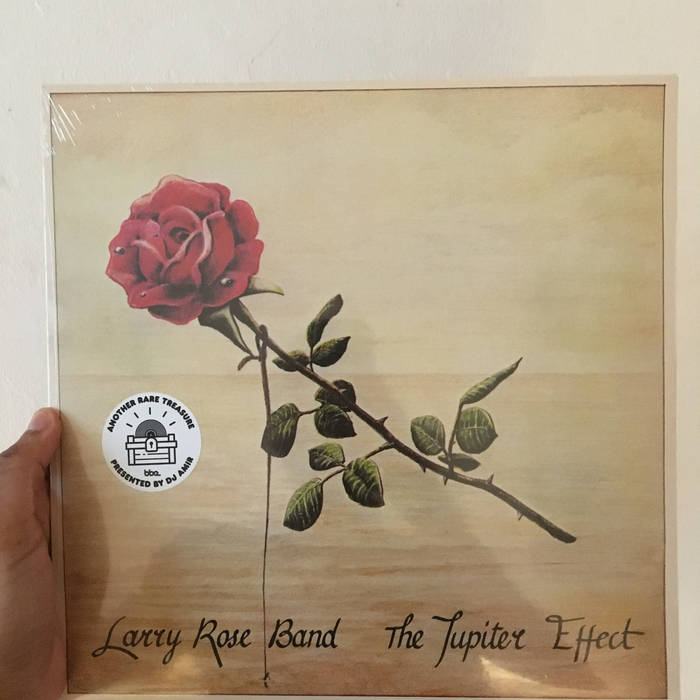 ANOTHER RARE TREASURE
bbe
PRESENTED BY DJ AMIR
Larry Rose Band The Jupiter Effect